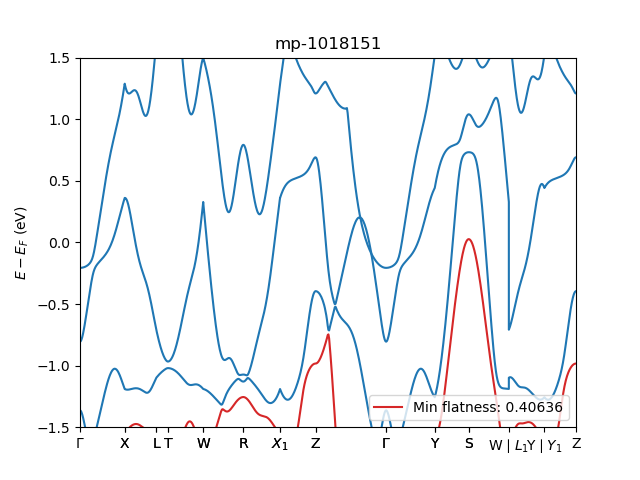 mp-1018151
E − E_F (eV)
1.5
1.0
0.5
0.0
−0.5
−1.0
−1.5
Min flatness: 0.40636
Γ X L T W R X₁ Z Γ Y S W | L₁Y | Y₁ Z